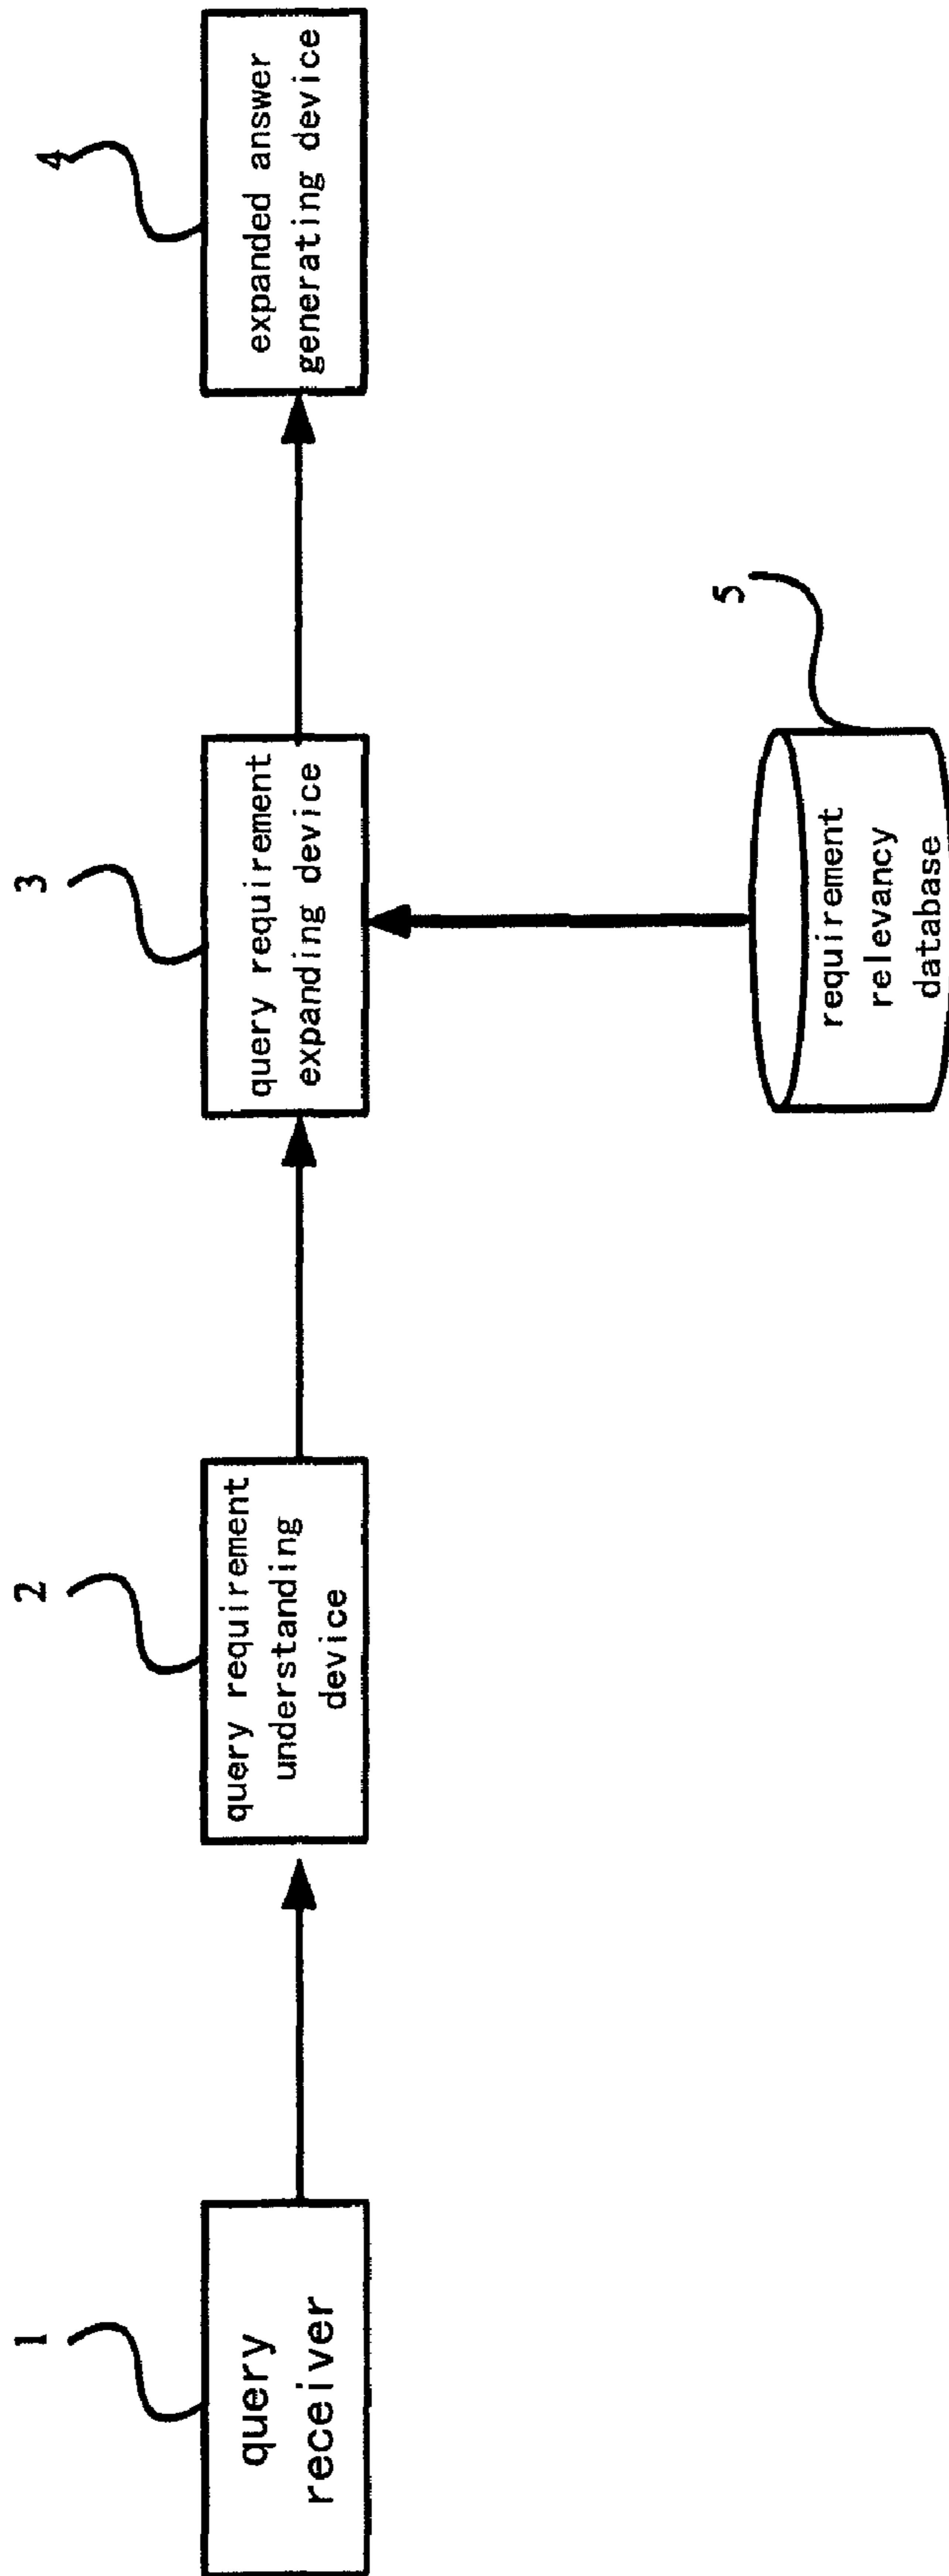 1
query
receiver
2
query requirement
understanding
device
3
query requirement
expanding device
4
expanded answer
generating device
5
requirement
relevancy
database